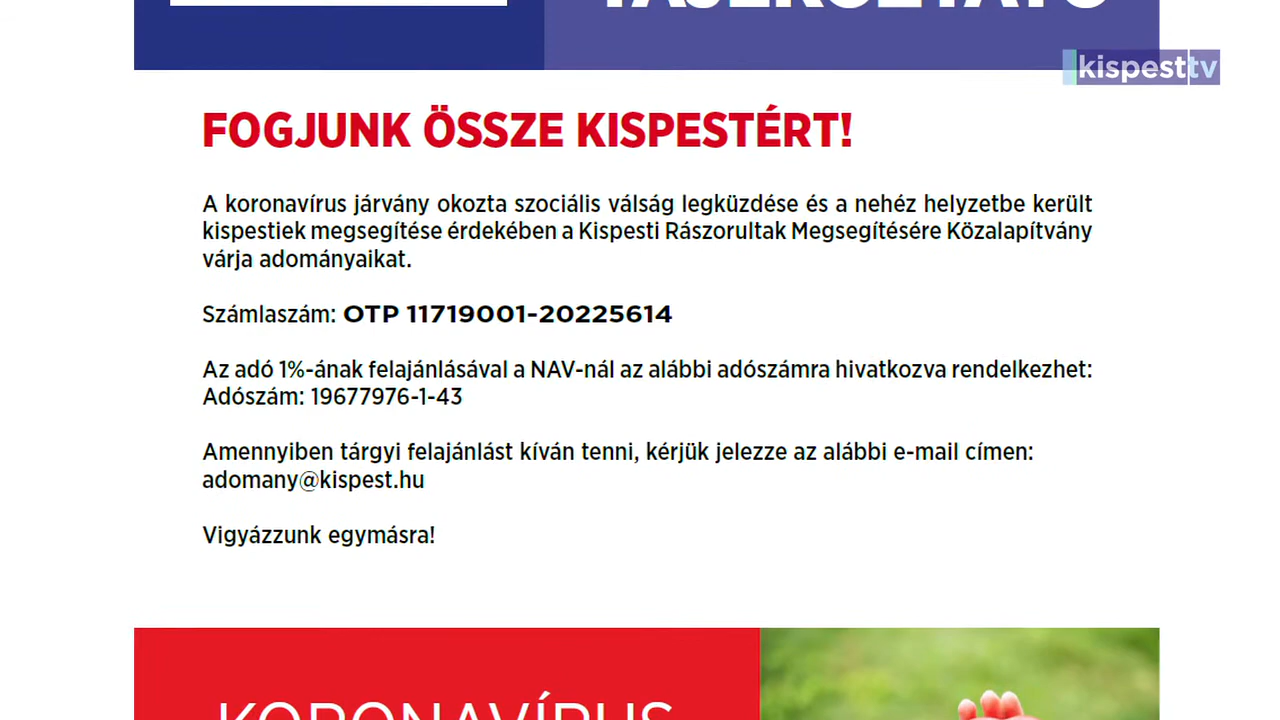 TÁJÉKOZTATÓ
kispesttv
FOGJUNK ÖSSZE KISPESTÉRT!
A koronavírus járvány okozta szociális válság legküzdése és a nehéz helyzetbe került
kispestiek megsegítése érdekében a Kispesti Rászorultak Megsegítésére Közalapítvány
várja adományaikat.
Számlaszám: OTP 11719001-20225614
Az adó 1%-ának felajánlásával a NAV-nál az alábbi adószámra hivatkozva rendelkezhet:
Adószám: 19677976-1-43
Amennyiben tárgyi felajánlást kíván tenni, kérjük jelezze az alábbi e-mail címen:
adomany@kispest.hu
Vigyázzunk egymásra!
KORONAVÍRUS